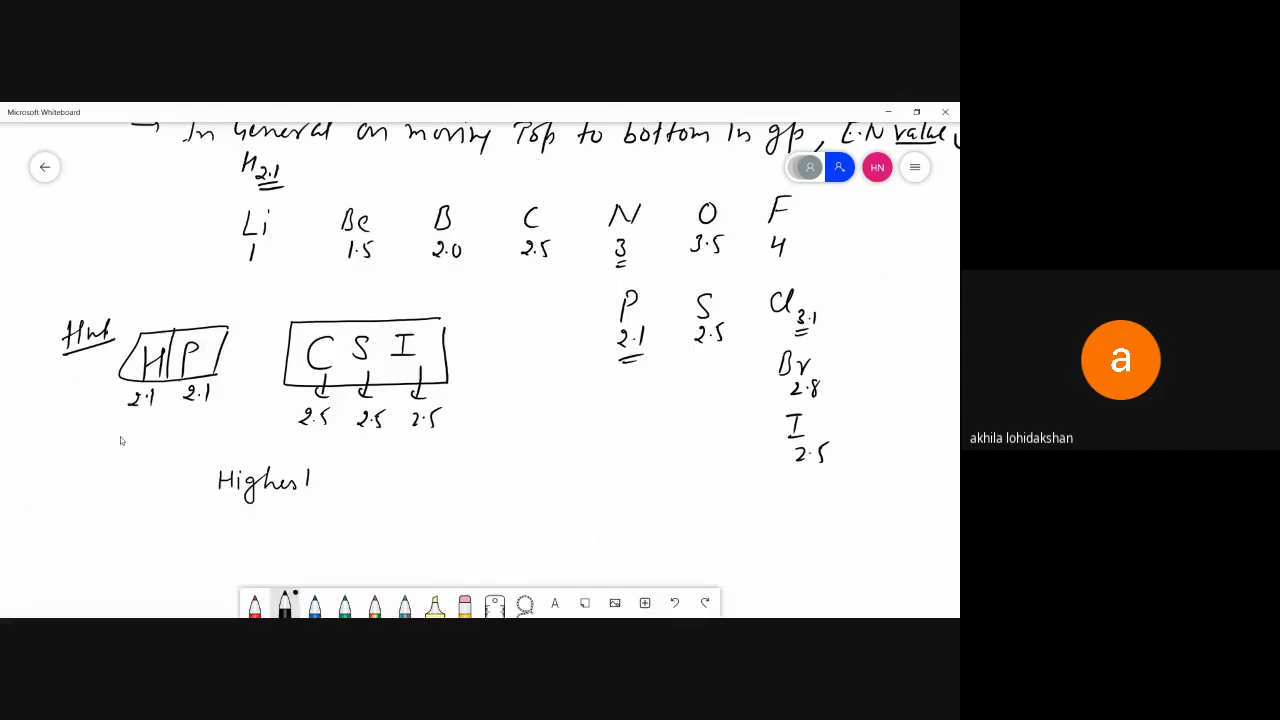 Microsoft Whiteboard
→ In General on moving Top to bottom in gp, E.N value ↓
H 2.1
HN
Li Be B C N O F
1 1.5 2.0 2.5 3 3.5 4
P S Cl 3.1
2.1 2.5
Hint H P C S I
Br
2.8
2.1 2.1 2.5 2.5 2.5
I
2.5
a
akhila lohidakshan
Highest
A